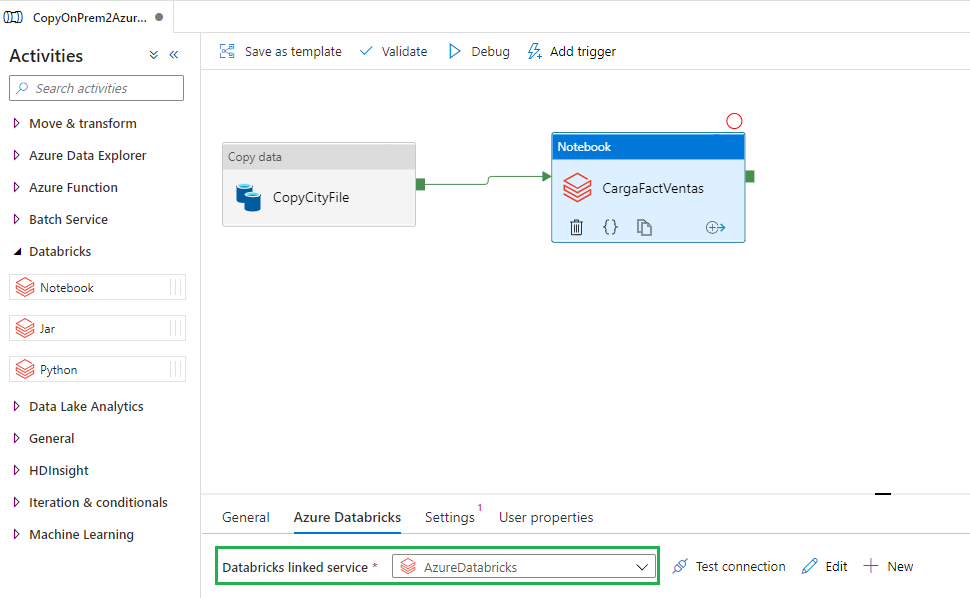 CopyOnPrem2Azur...
Activities
Search activities
Move & transform
Azure Data Explorer
Azure Function
Batch Service
Databricks
Notebook
Jar
Python
Data Lake Analytics
General
HDInsight
Iteration & conditionals
Machine Learning
Save as template
Validate
Debug
Add trigger
Copy data
CopyCityFile
Notebook
CargaFactVentas
{}
General
Azure Databricks
Settings 1
User properties
Databricks linked service *
AzureDatabricks
Test connection
Edit
New